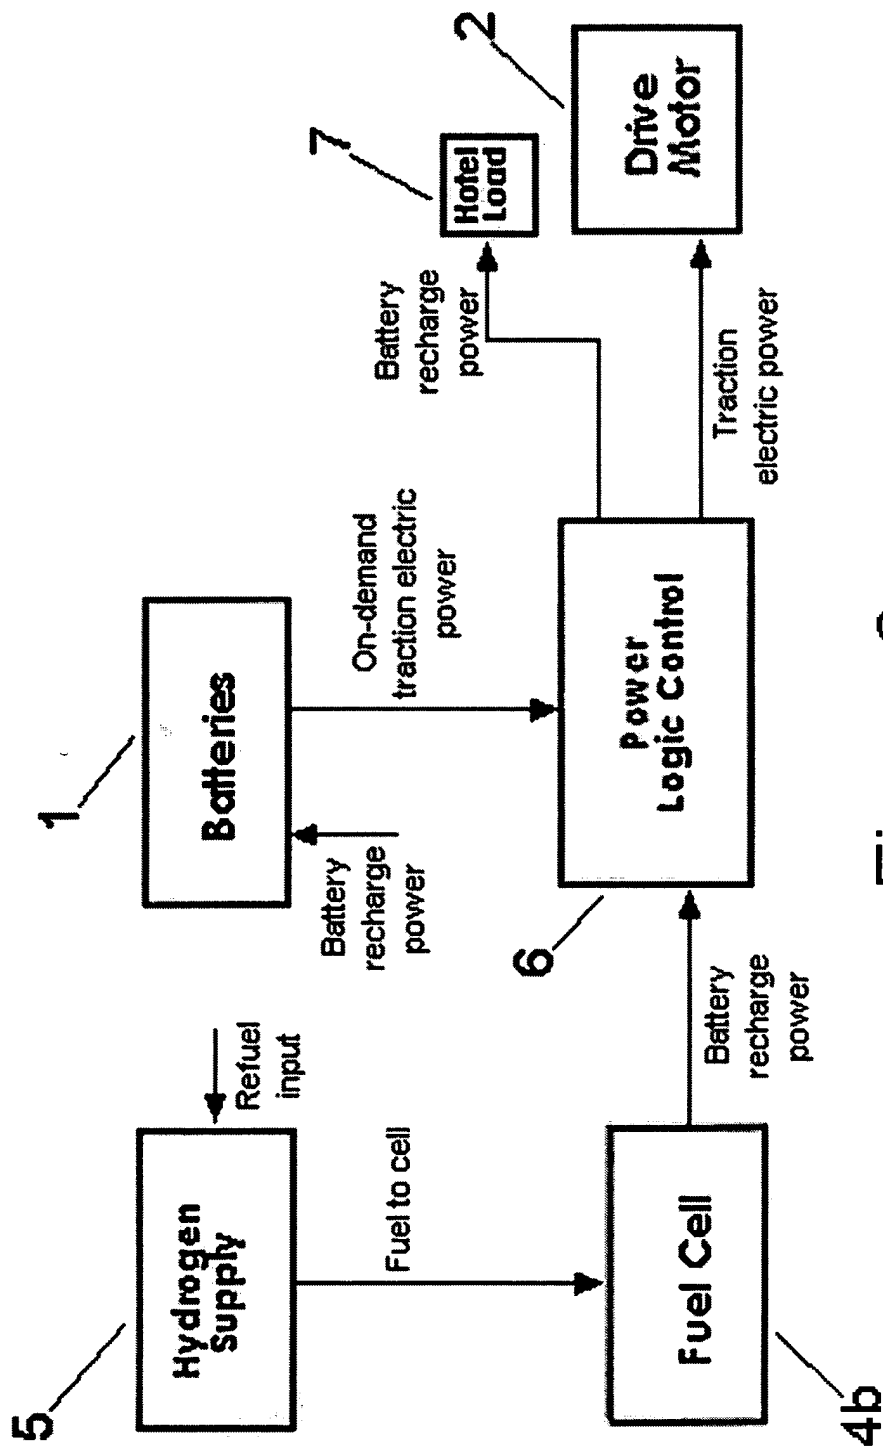 5
Hydrogen
Supply
Refuel
input
Fuel to cell
4b
Fuel Cell
Battery
recharge
power
1
Batteries
Battery
recharge
power
On-demand
traction electric
power
6
Power
Logic Control
Battery
recharge
power
7
Hotel
Load
Traction
electric power
2
Drive
Motor